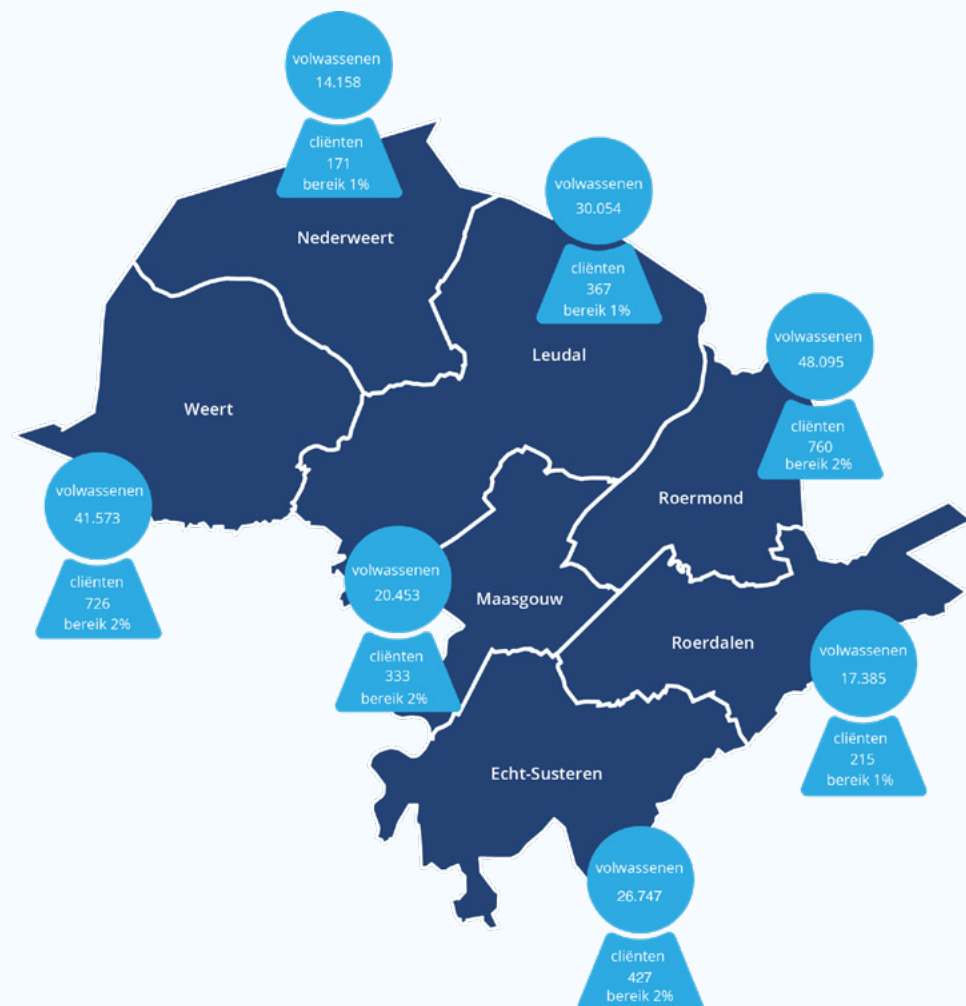 volwassenen
14.158
cliënten
171
bereik 1%
Nederweert
volwassenen
30.054
cliënten
367
bereik 1%
Leudal
volwassenen
48.095
cliënten
760
bereik 2%
Roermond
Weert
volwassenen
41.573
cliënten
726
bereik 2%
volwassenen
20.453
cliënten
333
bereik 2%
Maasgouw
Roerdalen
volwassenen
17.385
cliënten
215
bereik 1%
Echt-Susteren
volwassenen
26.747
cliënten
427
bereik 2%